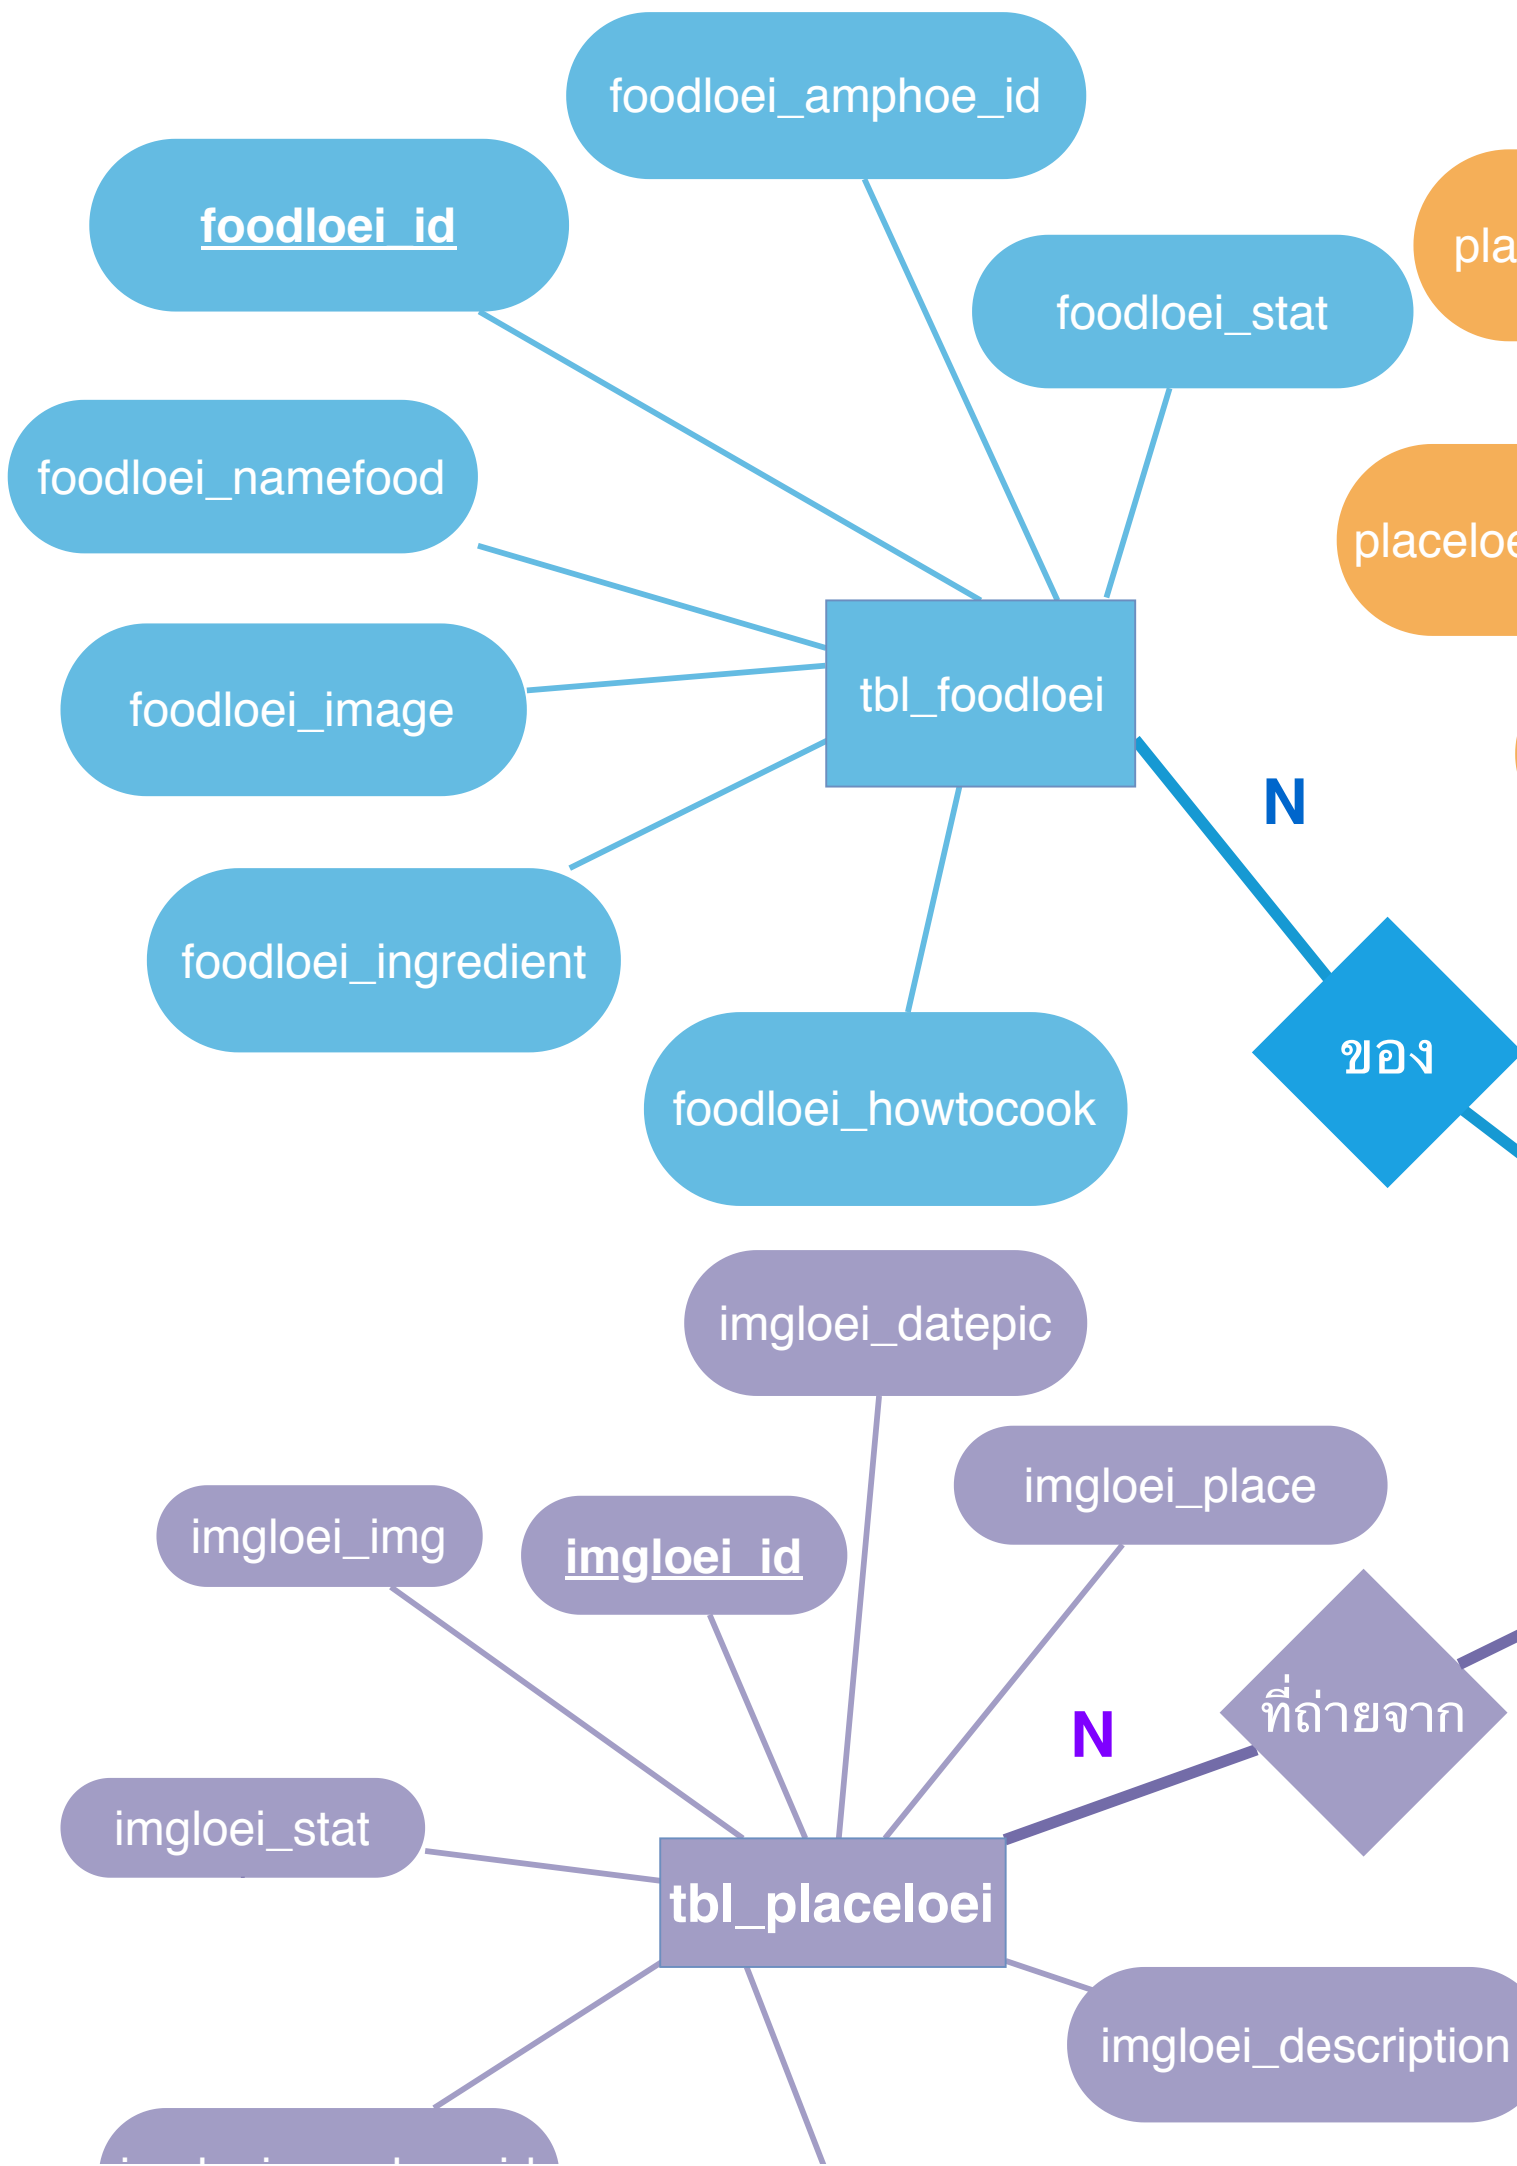 foodloei_amphoe_id
foodloei_id
foodloei_stat
foodloei_namefood
foodloei_image
tbl_foodloei
N
foodloei_ingredient
ของ
foodloei_howtocook
imgloei_datepic
imgloei_place
imgloei_img
imgloei_id
ที่ถ่ายจาก
N
imgloei_stat
tbl_placeloei
imgloei_description